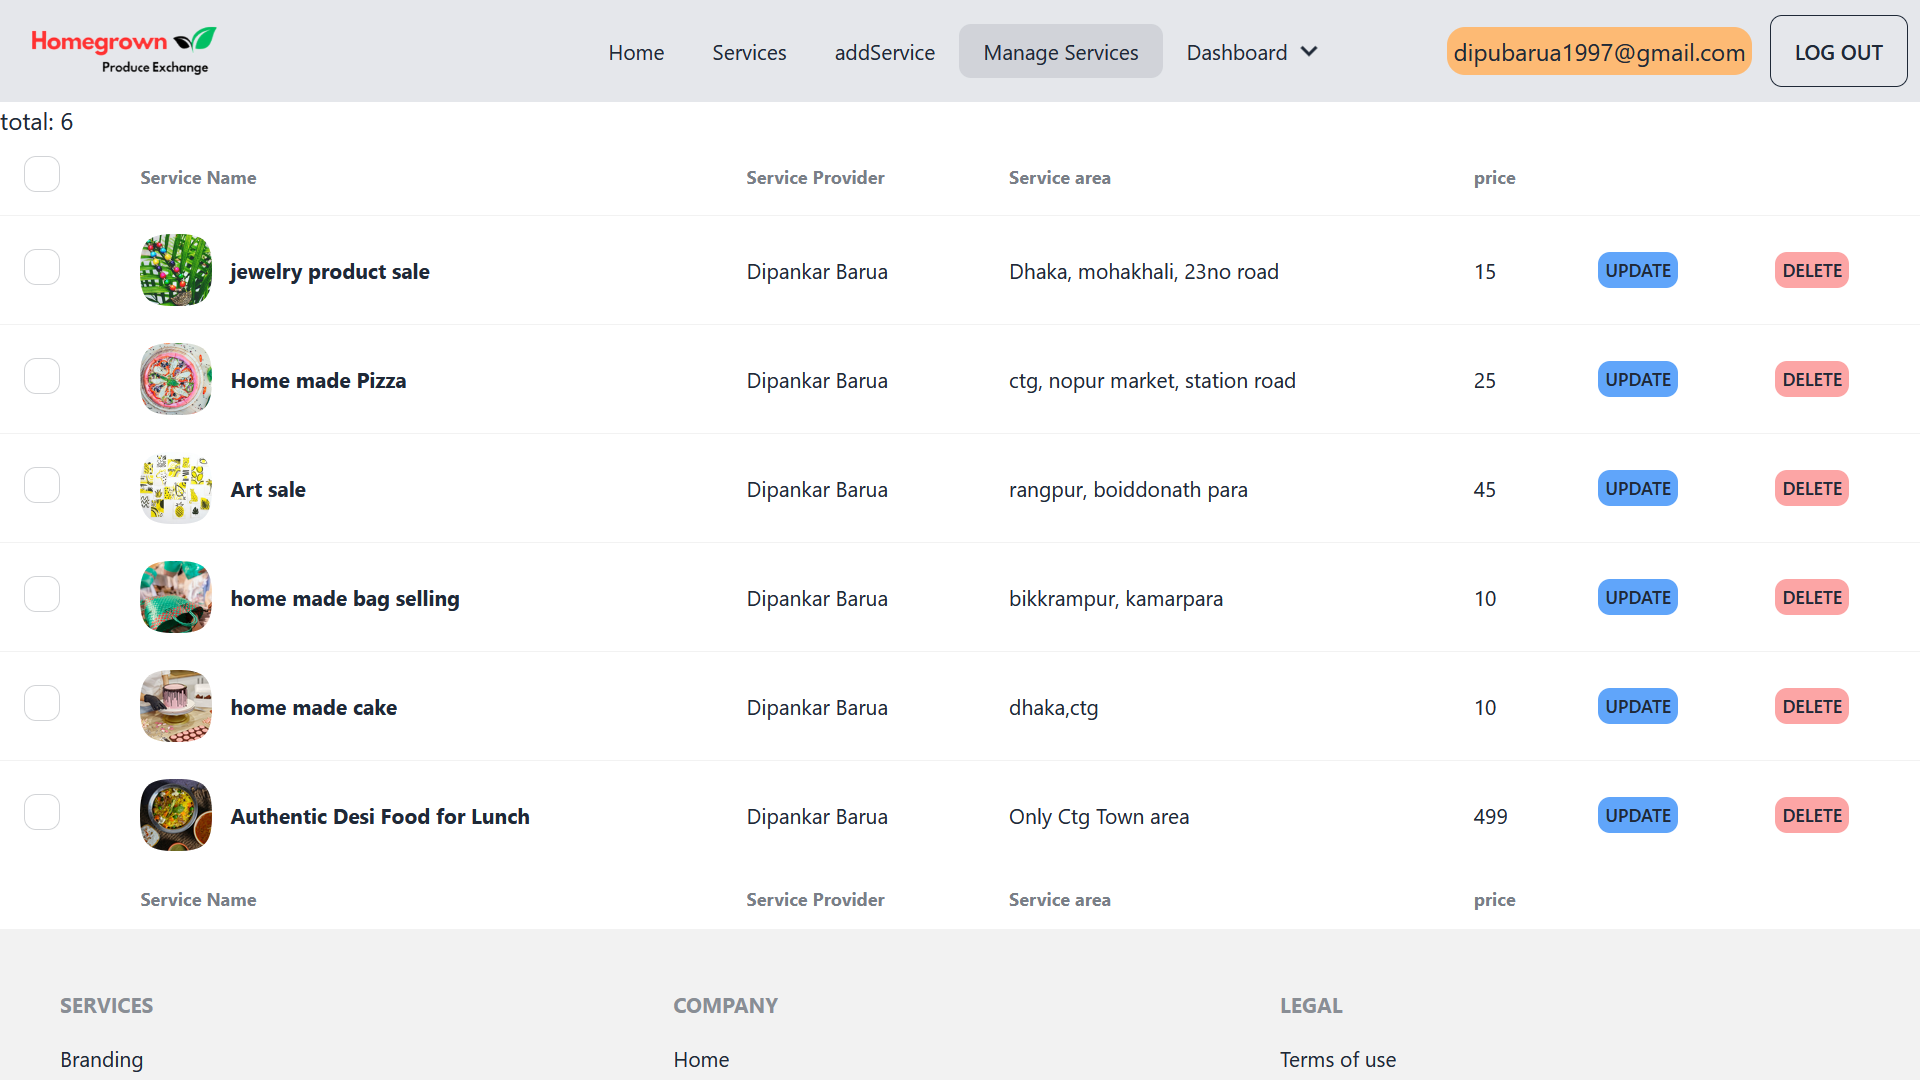 Homegrown
Produce Exchange
Home Services addService Manage Services Dashboard dipubarua1997@gmail.com LOG OUT
total: 6
Service Name Service Provider Service area price
jewelry product sale Dipankar Barua Dhaka, mohakhali, 23no road 15 UPDATE DELETE
Home made Pizza Dipankar Barua ctg, nopur market, station road 25 UPDATE DELETE
Art sale Dipankar Barua rangpur, boiddonath para 45 UPDATE DELETE
home made bag selling Dipankar Barua bikkrampur, kamarpara 10 UPDATE DELETE
home made cake Dipankar Barua dhaka,ctg 10 UPDATE DELETE
Authentic Desi Food for Lunch Dipankar Barua Only Ctg Town area 499 UPDATE DELETE
Service Name Service Provider Service area price
SERVICES COMPANY LEGAL
Branding Home Terms of use